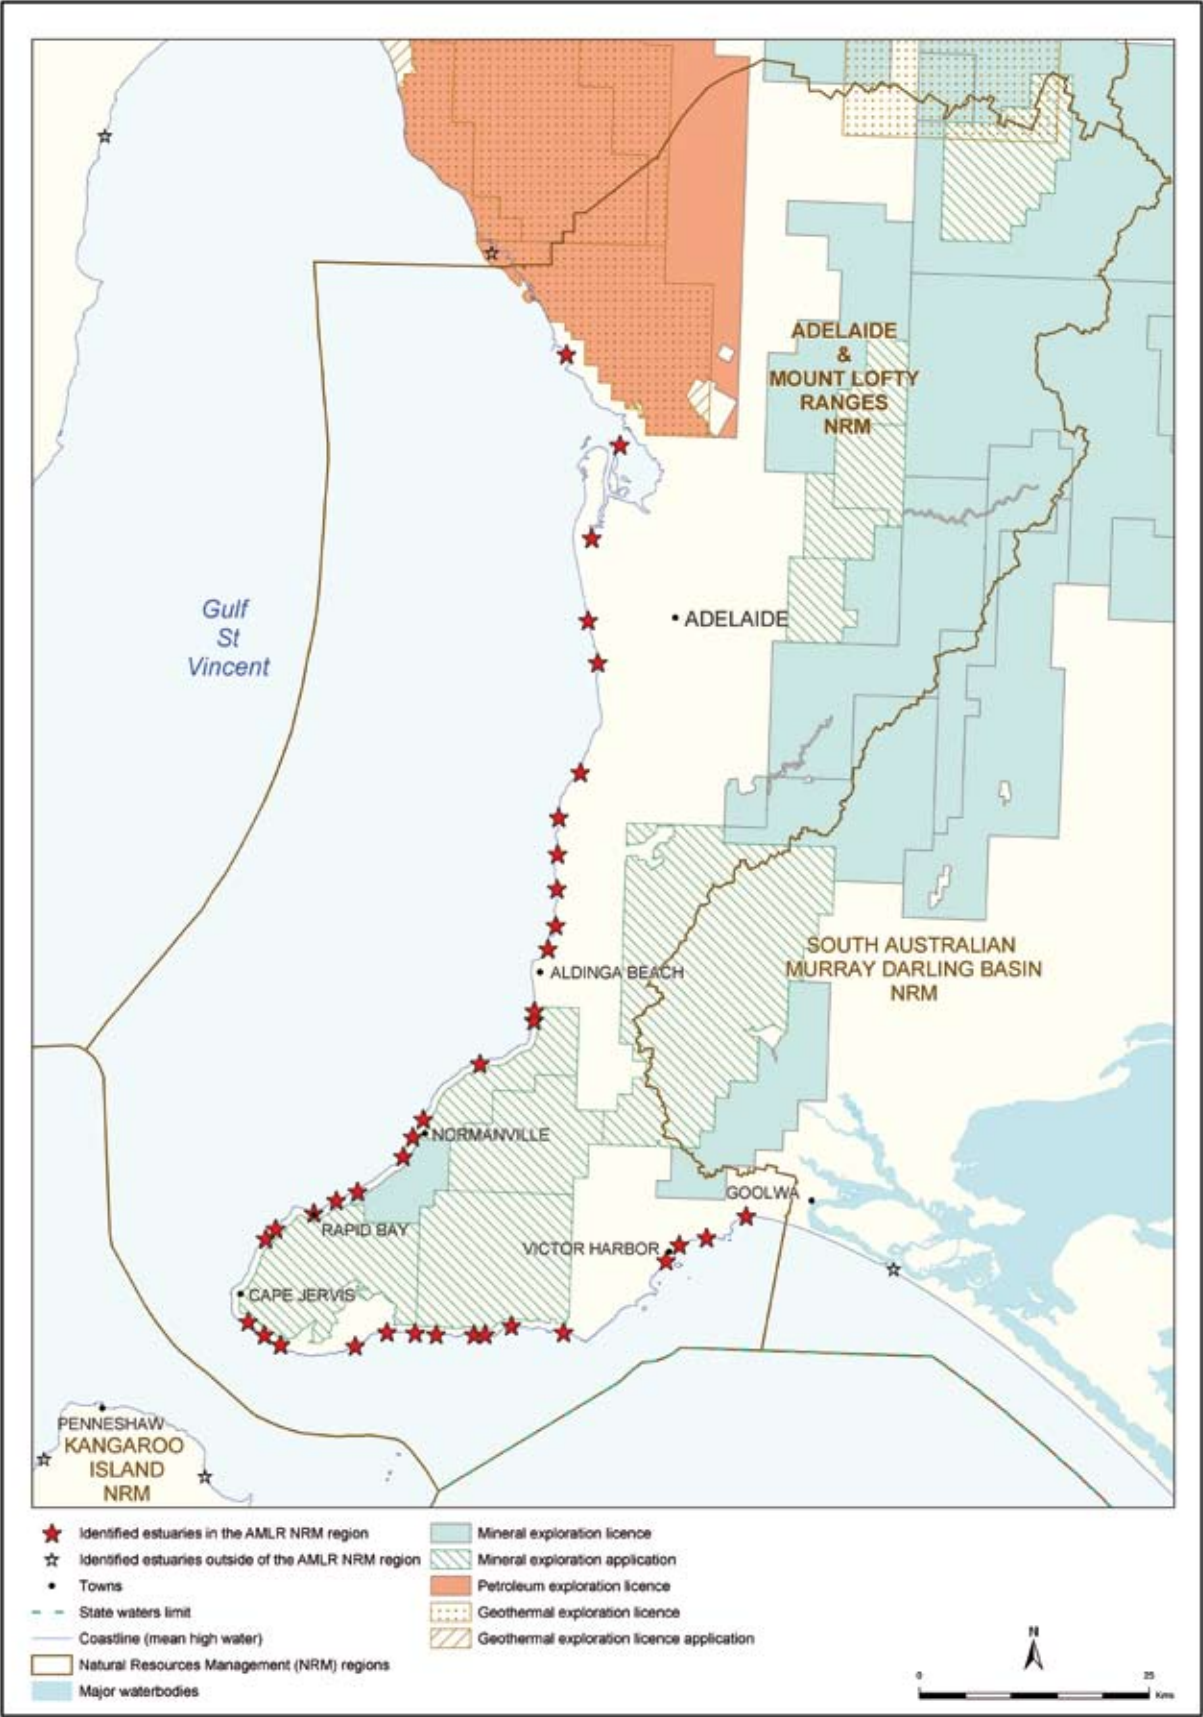 ADELAIDE
&
MOUNT LOFTY
RANGES
NRM
Gulf
St
Vincent
ADELAIDE
SOUTH AUSTRALIAN
MURRAY DARLING BASIN
NRM
ALDINGA BEACH
NORMANVILLE
GOOLWA
RAPID BAY
VICTOR HARBOR
CAPE JERVIS
PENNESHAW
KANGAROO
ISLAND
NRM
Identified estuaries in the AMLR NRM region
Identified estuaries outside of the AMLR NRM region
Towns
State waters limit
Coastline (mean high water)
Natural Resources Management (NRM) regions
Major waterbodies
Mineral exploration licence
Mineral exploration application
Petroleum exploration licence
Geothermal exploration licence
Geothermal exploration licence application
N
0 25
Kms